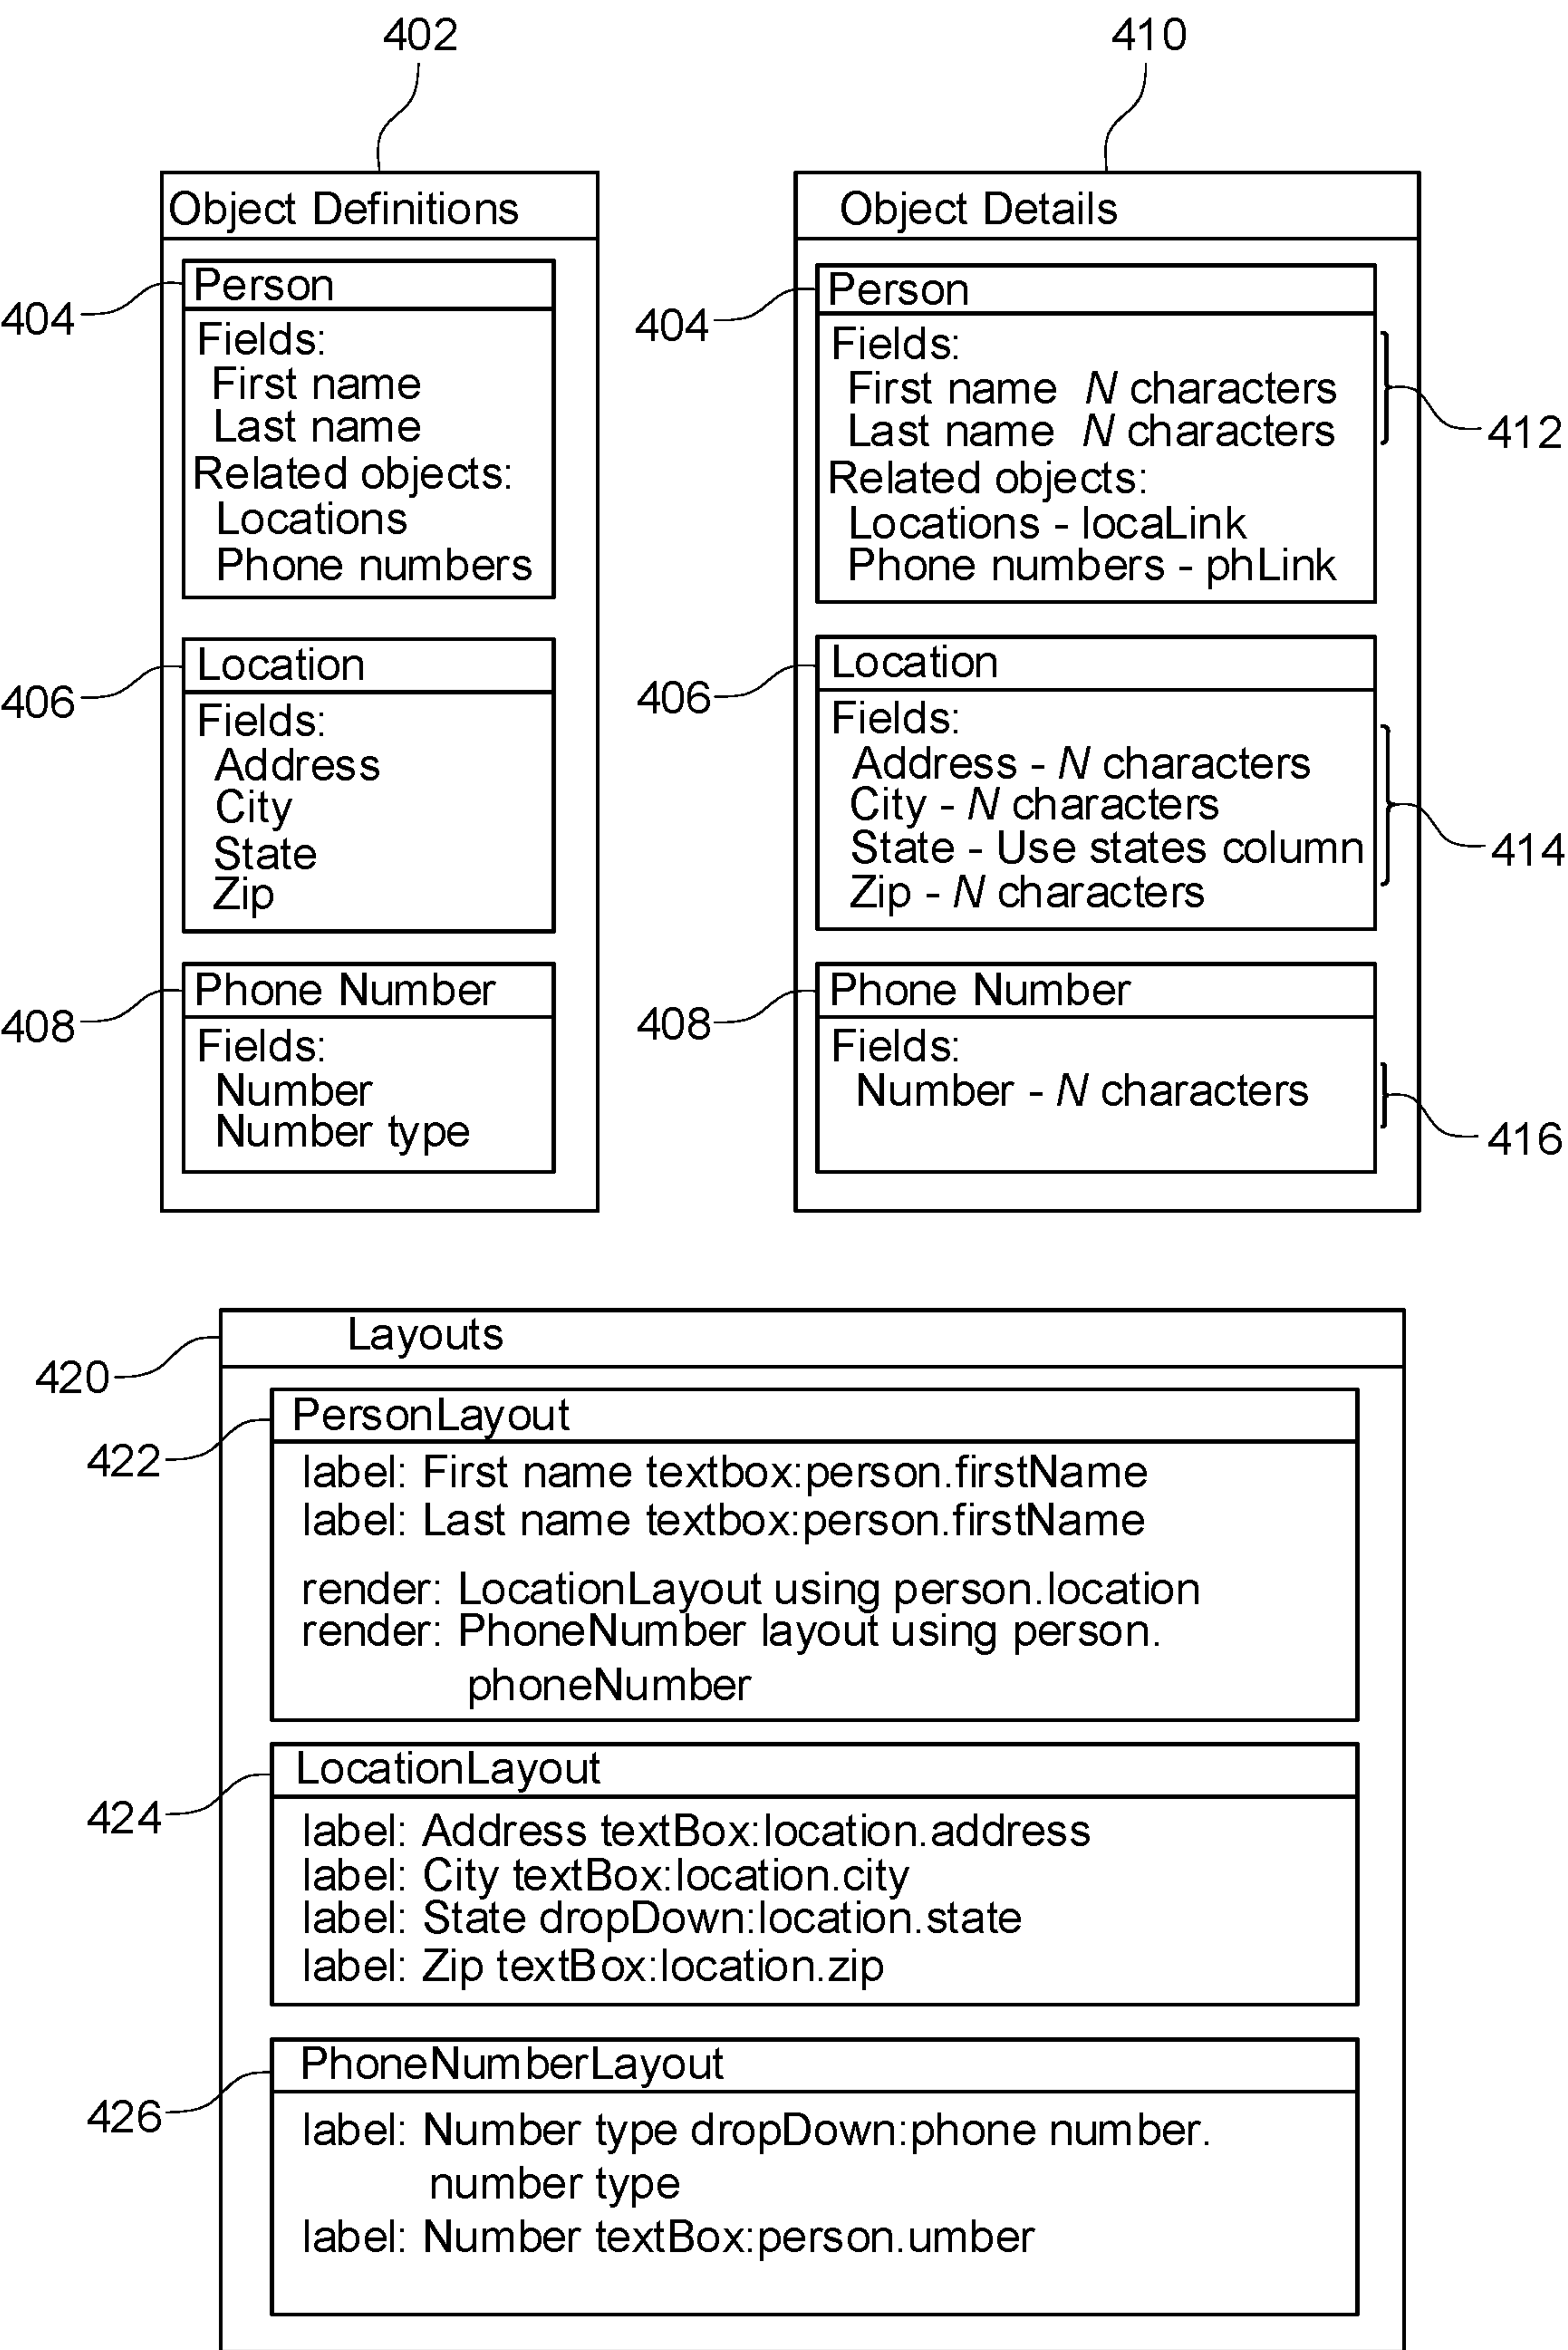 402
Object Definitions
404
Person
Fields:
First name
Last name
Related objects:
Locations
Phone numbers
406
Location
Fields:
Address
City
State
Zip
408
Phone Number
Fields:
Number
Number type
410
Object Details
404
Person
Fields:
First name N characters
Last name N characters
412
Related objects:
Locations - locaLink
Phone numbers - phLink
406
Location
Fields:
Address - N characters
City - N characters
State - Use states column
414
Zip - N characters
408
Phone Number
Fields:
Number - N characters
416
Layouts
420
PersonLayout
422
label: First name textbox:person.firstName
label: Last name textbox:person.firstName
render: LocationLayout using person.location
render: PhoneNumber layout using person.
phoneNumber
LocationLayout
424
label: Address textBox:location.address
label: City textBox:location.city
label: State dropDown:location.state
label: Zip textBox:location.zip
PhoneNumberLayout
426
label: Number type dropDown:phone number.
number type
label: Number textBox:person.umber